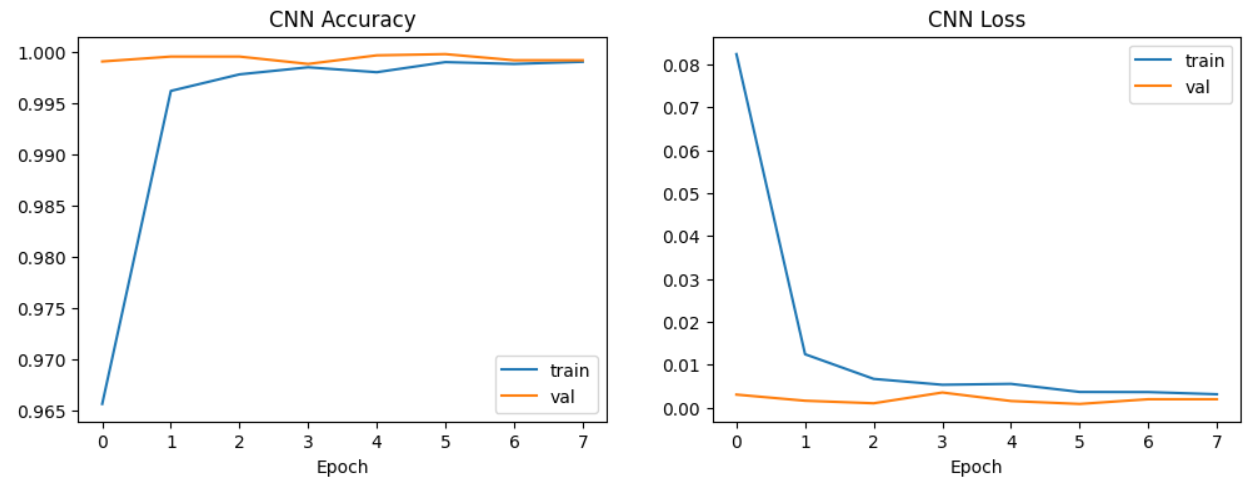 CNN Accuracy
1.000
0.995
0.990
0.985
0.980
0.975
0.970
0.965
train
val
0 1 2 3 4 5 6 7
Epoch
CNN Loss
0.08
0.07
0.06
0.05
0.04
0.03
0.02
0.01
0.00
train
val
0 1 2 3 4 5 6 7
Epoch